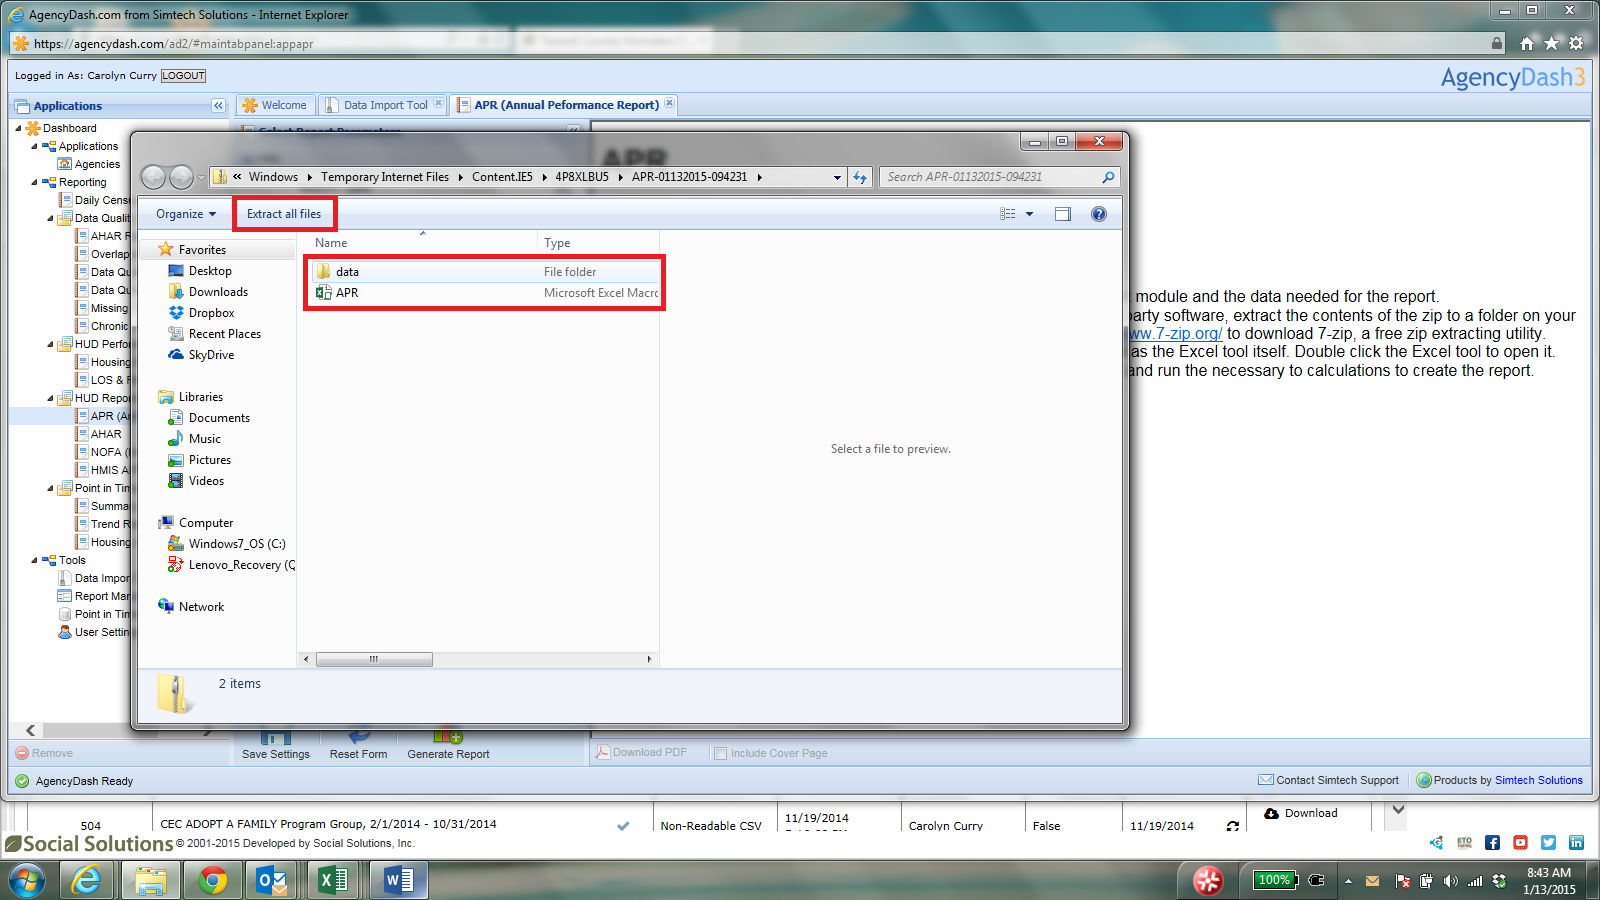 AgencyDash.com from Simtech Solutions - Internet Explorer
https://agencydash.com/ad2/#maintabpanel:appapr
Logged in As: Carolyn Curry LOGOUT
AgencyDash3
Applications
Welcome
Data Import Tool
APR (Annual Peformance Report)
Dashboard
Applications
Agencies
Reporting
Daily Cens
Data Qualit
AHAR R
Overlap
Data Qu
Data Qu
Missing
Chronic
HUD Perfor
Housing
LOS & R
HUD Repor
APR (An
AHAR
NOFA (
HMIS A
Point in Tim
Summa
Trend R
Housing
Tools
Data Impor
Report Man
Point in Tim
User Settin
Remove
Select Report Parameters
APR
Windows
Temporary Internet Files
Content.IE5
4P8XLBU5
APR-01132015-094231
Search APR-01132015-094231
Organize
Extract all files
Favorites
Desktop
Downloads
Dropbox
Recent Places
SkyDrive
Libraries
Documents
Music
Pictures
Videos
Computer
Windows7_OS (C:)
Lenovo_Recovery (Q
Network
Name Type
data File folder
APR Microsoft Excel Macro
Select a file to preview.
2 items
t module and the data needed for the report.
party software, extract the contents of the zip to a folder on your
ww.7-zip.org/ to download 7-zip, a free zip extracting utility.
as the Excel tool itself. Double click the Excel tool to open it.
and run the necessary to calculations to create the report.
Save Settings
Reset Form
Generate Report
Download PDF
Include Cover Page
AgencyDash Ready
Contact Simtech Support
Products by Simtech Solutions
504
CEC ADOPT A FAMILY Program Group, 2/1/2014 - 10/31/2014
Non-Readable CSV
11/19/2014
Carolyn Curry
False
11/19/2014
Download
Social Solutions © 2001-2015 Developed by Social Solutions, Inc.
100%
8:43 AM
1/13/2015